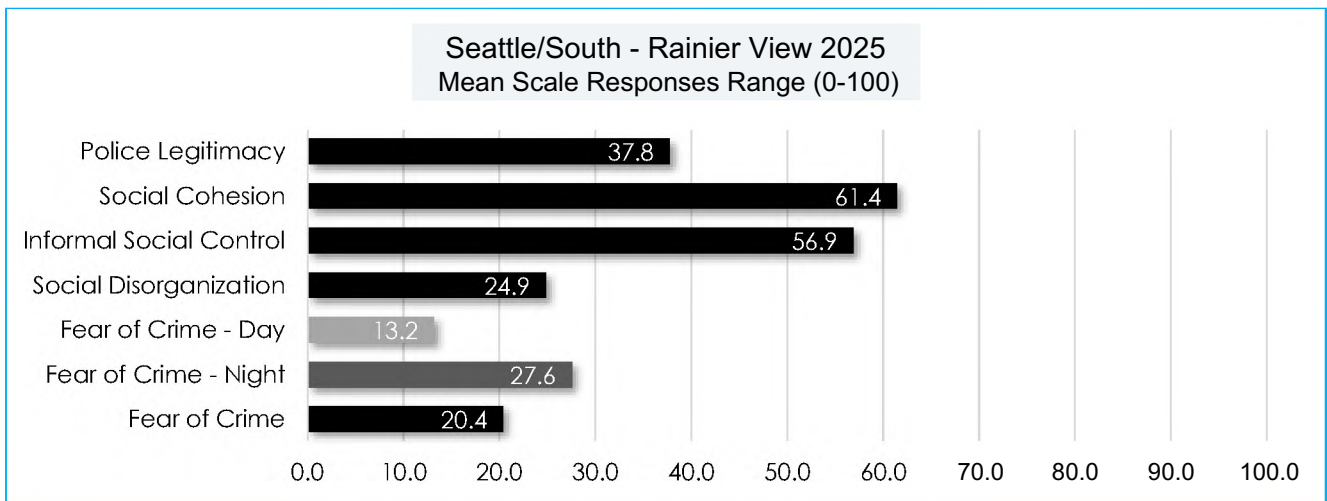 Seattle/South - Rainier View 2025
Mean Scale Responses Range (0-100)
Police Legitimacy 37.8
Social Cohesion 61.4
Informal Social Control 56.9
Social Disorganization 24.9
Fear of Crime - Day 13.2
Fear of Crime - Night 27.6
Fear of Crime 20.4
0.0 10.0 20.0 30.0 40.0 50.0 60.0 70.0 80.0 90.0 100.0